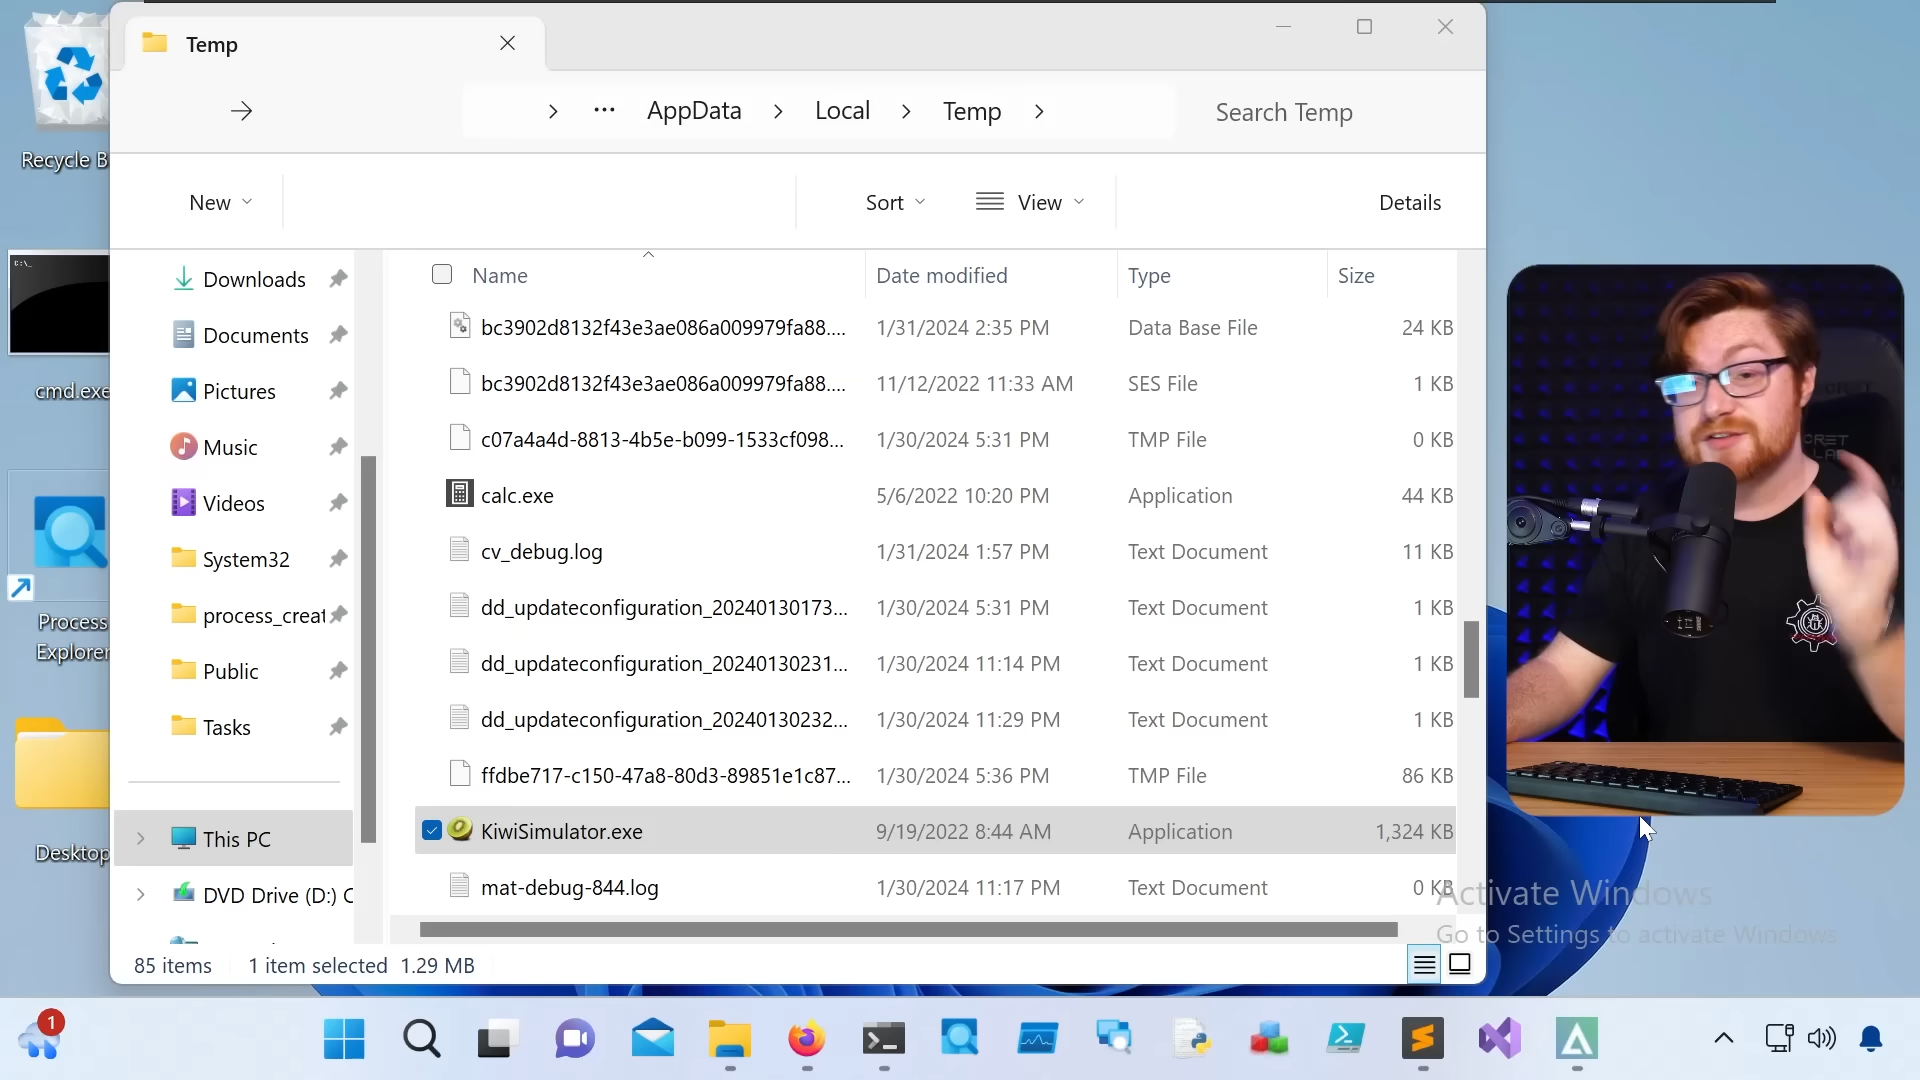 Temp
AppData
Local
Temp
Search Temp
New
Sort
View
Details
Recycle B
C:\_
cmd.exe
Process
Explorer
Desktop
Downloads
Documents
Pictures
Music
Videos
System32
process_creat
Public
Tasks
This PC
DVD Drive (D:) C
Name Date modified Type Size
bc3902d8132f43e3ae086a009979fa88.... 1/31/2024 2:35 PM Data Base File 24 KB
bc3902d8132f43e3ae086a009979fa88.... 11/12/2022 11:33 AM SES File 1 KB
c07a4a4d-8813-4b5e-b099-1533cf098... 1/30/2024 5:31 PM TMP File 0 KB
calc.exe 5/6/2022 10:20 PM Application 44 KB
cv_debug.log 1/31/2024 1:57 PM Text Document 11 KB
dd_updateconfiguration_20240130173... 1/30/2024 5:31 PM Text Document 1 KB
dd_updateconfiguration_20240130231... 1/30/2024 11:14 PM Text Document 1 KB
dd_updateconfiguration_20240130232... 1/30/2024 11:29 PM Text Document 1 KB
ffdbe717-c150-47a8-80d3-89851e1c87... 1/30/2024 5:36 PM TMP File 86 KB
KiwiSimulator.exe 9/19/2022 8:44 AM Application 1,324 KB
mat-debug-844.log 1/30/2024 11:17 PM Text Document 0 KB
85 items 1 item selected 1.29 MB
Activate Windows
Go to Settings to activate Windows
1